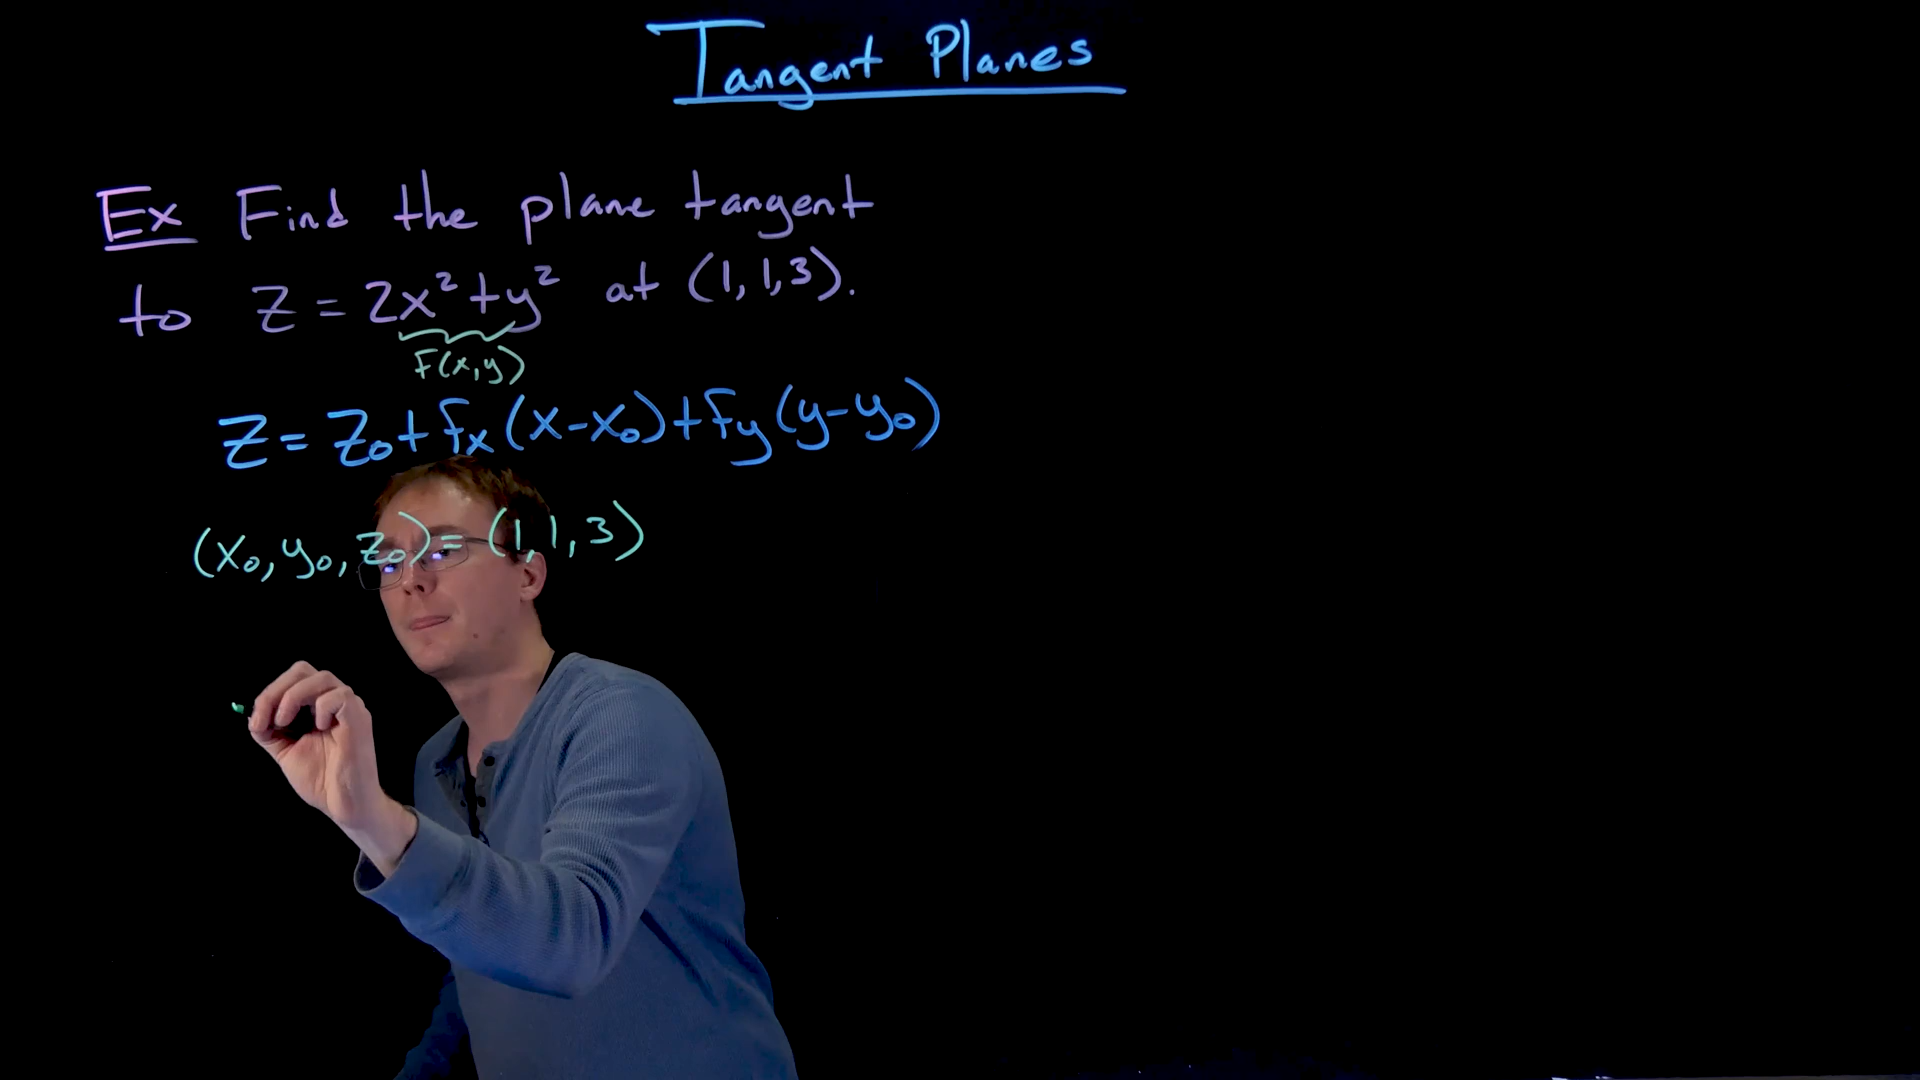 Tangent Planes
Ex Find the plane tangent
to z = 2x² + y² at (1, 1, 3).
f(x,y)
z = z₀ + fₓ(x-x₀) + f_y(y-y₀)
(x₀, y₀, z₀) = (1, 1, 3)